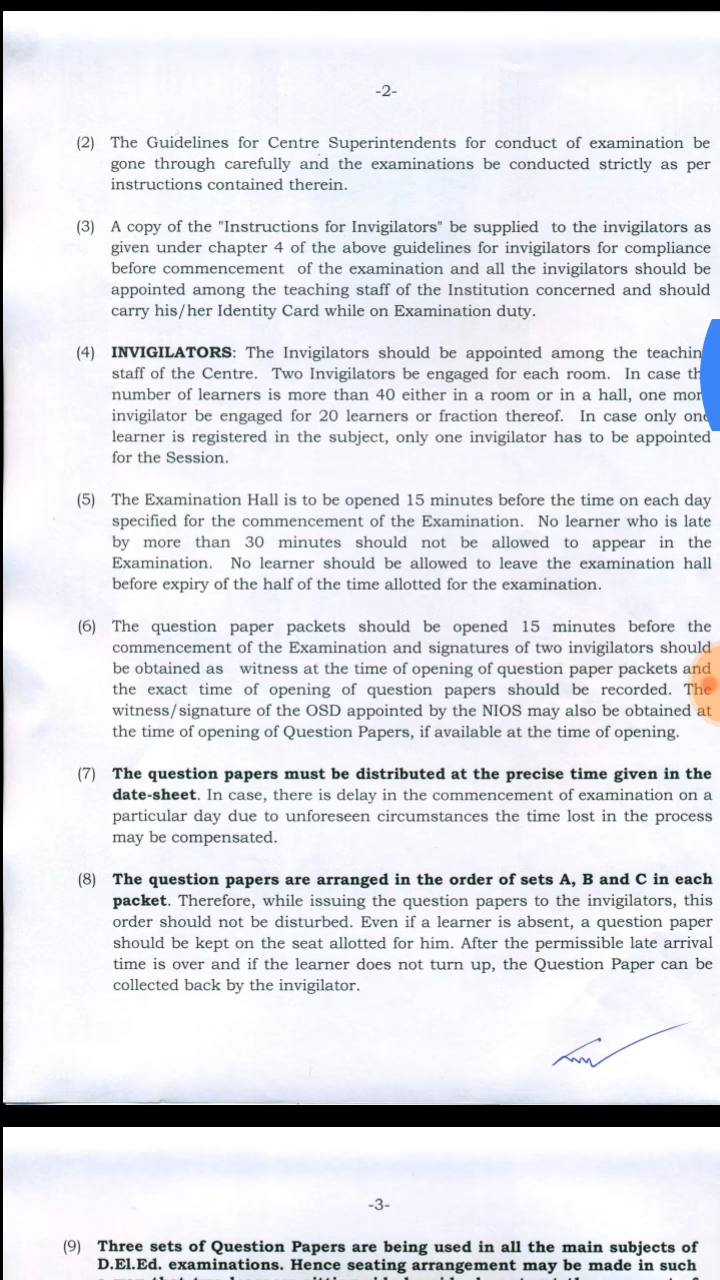 -2-
(2) The Guidelines for Centre Superintendents for conduct of examination be
gone through carefully and the examinations be conducted strictly as per
instructions contained therein.
(3) A copy of the "Instructions for Invigilators" be supplied to the invigilators as
given under chapter 4 of the above guidelines for invigilators for compliance
before commencement of the examination and all the invigilators should be
appointed among the teaching staff of the Institution concerned and should
carry his/her Identity Card while on Examination duty.
(4) INVIGILATORS: The Invigilators should be appointed among the teachin
staff of the Centre. Two Invigilators be engaged for each room. In case th
number of learners is more than 40 either in a room or in a hall, one mor
invigilator be engaged for 20 learners or fraction thereof. In case only one
learner is registered in the subject, only one invigilator has to be appointed
for the Session.
(5) The Examination Hall is to be opened 15 minutes before the time on each day
specified for the commencement of the Examination. No learner who is late
by more than 30 minutes should not be allowed to appear in the
Examination. No learner should be allowed to leave the examination hall
before expiry of the half of the time allotted for the examination.
(6) The question paper packets should be opened 15 minutes before the
commencement of the Examination and signatures of two invigilators should
be obtained as witness at the time of opening of question paper packets and
the exact time of opening of question papers should be recorded. The
witness/signature of the OSD appointed by the NIOS may also be obtained at
the time of opening of Question Papers, if available at the time of opening.
(7) The question papers must be distributed at the precise time given in the
date-sheet. In case, there is delay in the commencement of examination on a
particular day due to unforeseen circumstances the time lost in the process
may be compensated.
(8) The question papers are arranged in the order of sets A, B and C in each
packet. Therefore, while issuing the question papers to the invigilators, this
order should not be disturbed. Even if a learner is absent, a question paper
should be kept on the seat allotted for him. After the permissible late arrival
time is over and if the learner does not turn up, the Question Paper can be
collected back by the invigilator.
-3-
(9) Three sets of Question Papers are being used in all the main subjects of
D.El.Ed. examinations. Hence seating arrangement may be made in such